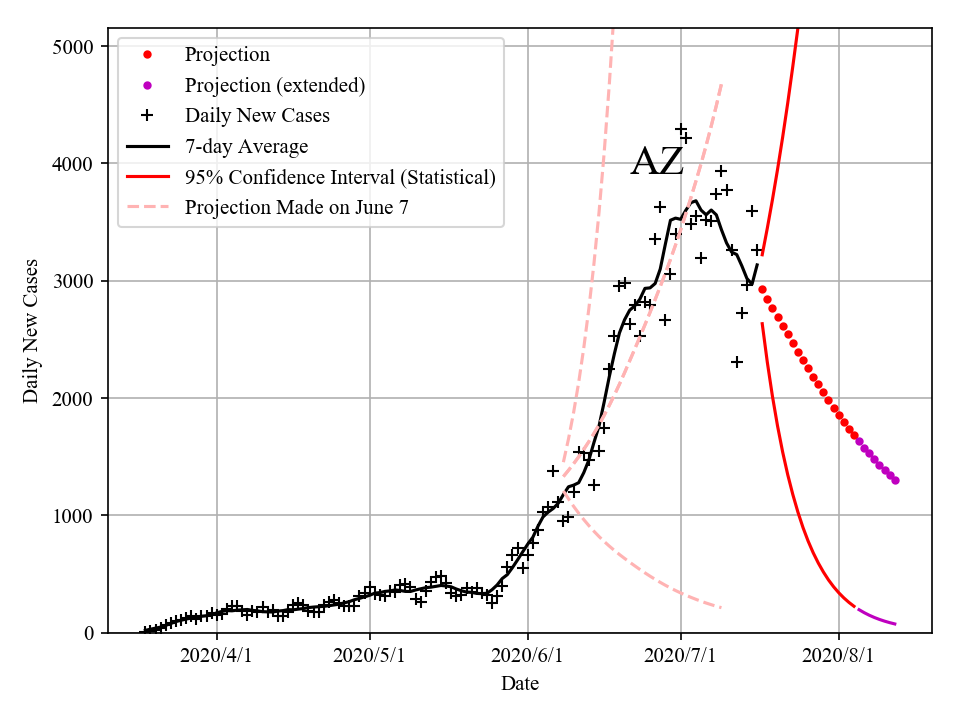 5000
4000
3000
2000
1000
0
Daily New Cases
Projection
Projection (extended)
Daily New Cases
7-day Average
95% Confidence Interval (Statistical)
Projection Made on June 7
AZ
2020/4/1
2020/5/1
2020/6/1
2020/7/1
2020/8/1
Date